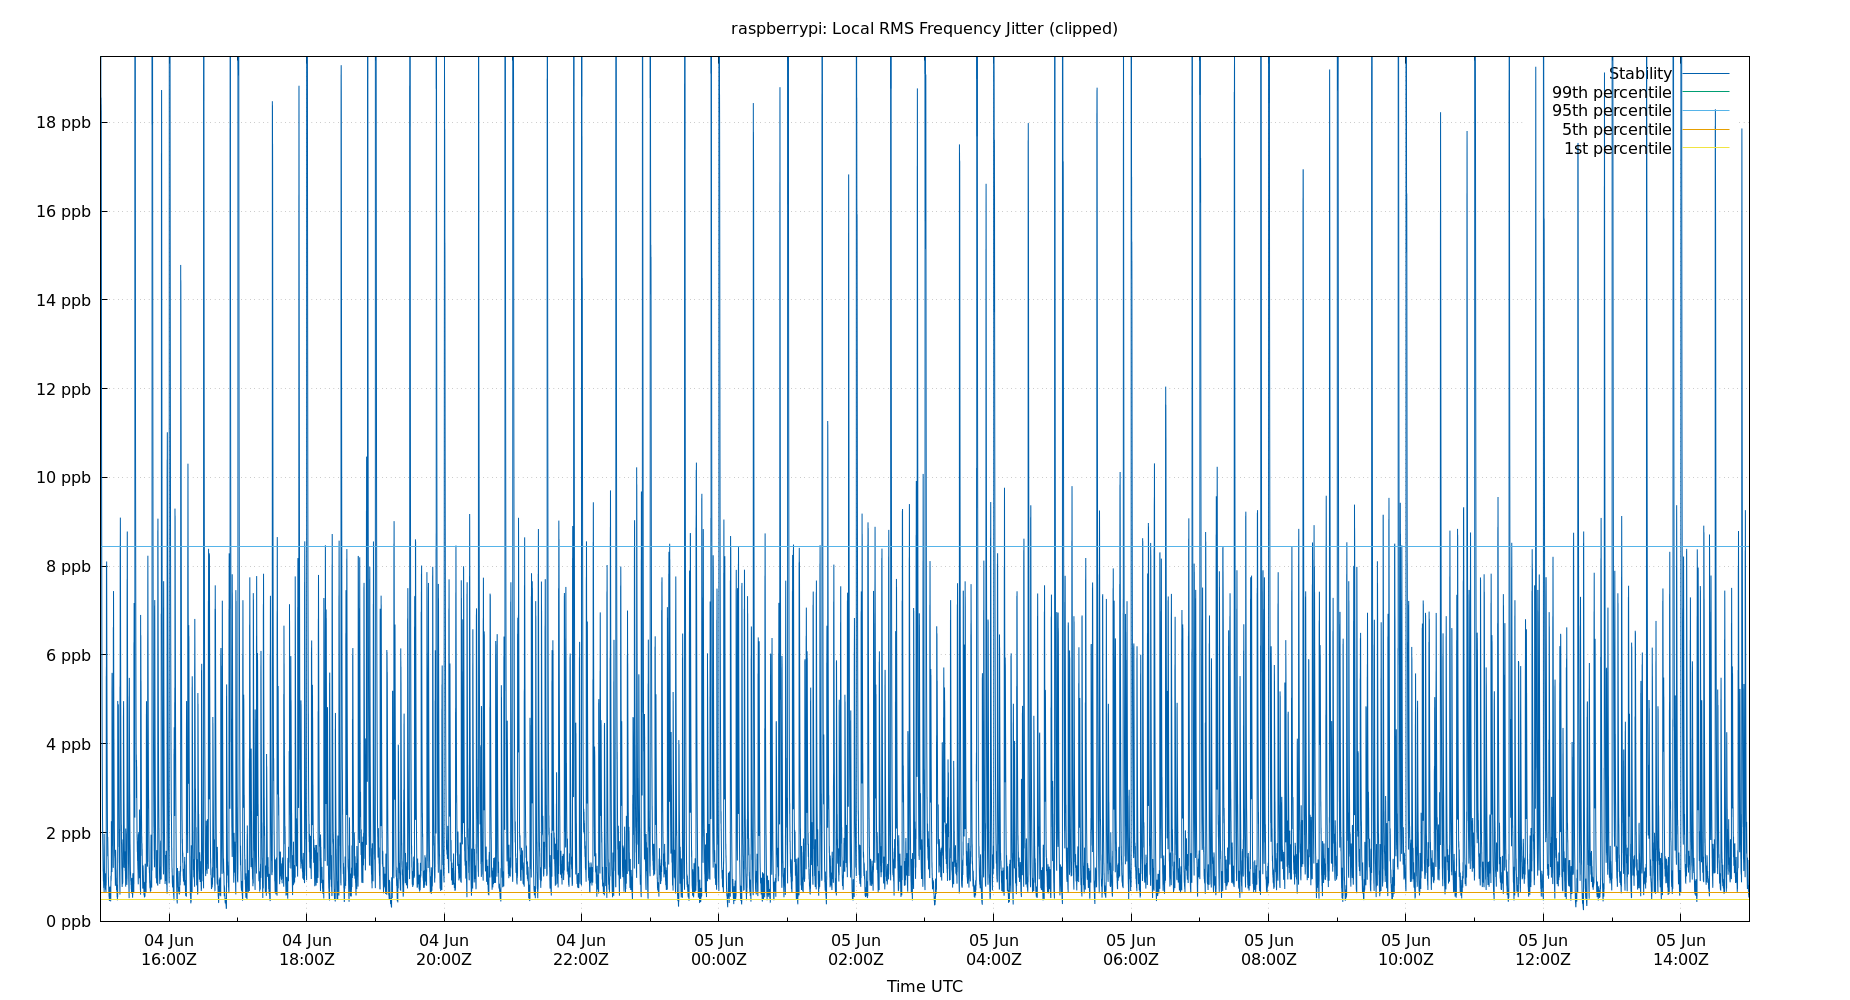 raspberrypi: Local RMS Frequency Jitter (clipped)
Stability
99th percentile
95th percentile
5th percentile
1st percentile
18 ppb
16 ppb
14 ppb
12 ppb
10 ppb
8 ppb
6 ppb
4 ppb
2 ppb
0 ppb
04 Jun 04 Jun 04 Jun 04 Jun 05 Jun 05 Jun 05 Jun 05 Jun 05 Jun 05 Jun 05 Jun 05 Jun
16:00Z 18:00Z 20:00Z 22:00Z 00:00Z 02:00Z 04:00Z 06:00Z 08:00Z 10:00Z 12:00Z 14:00Z
Time UTC